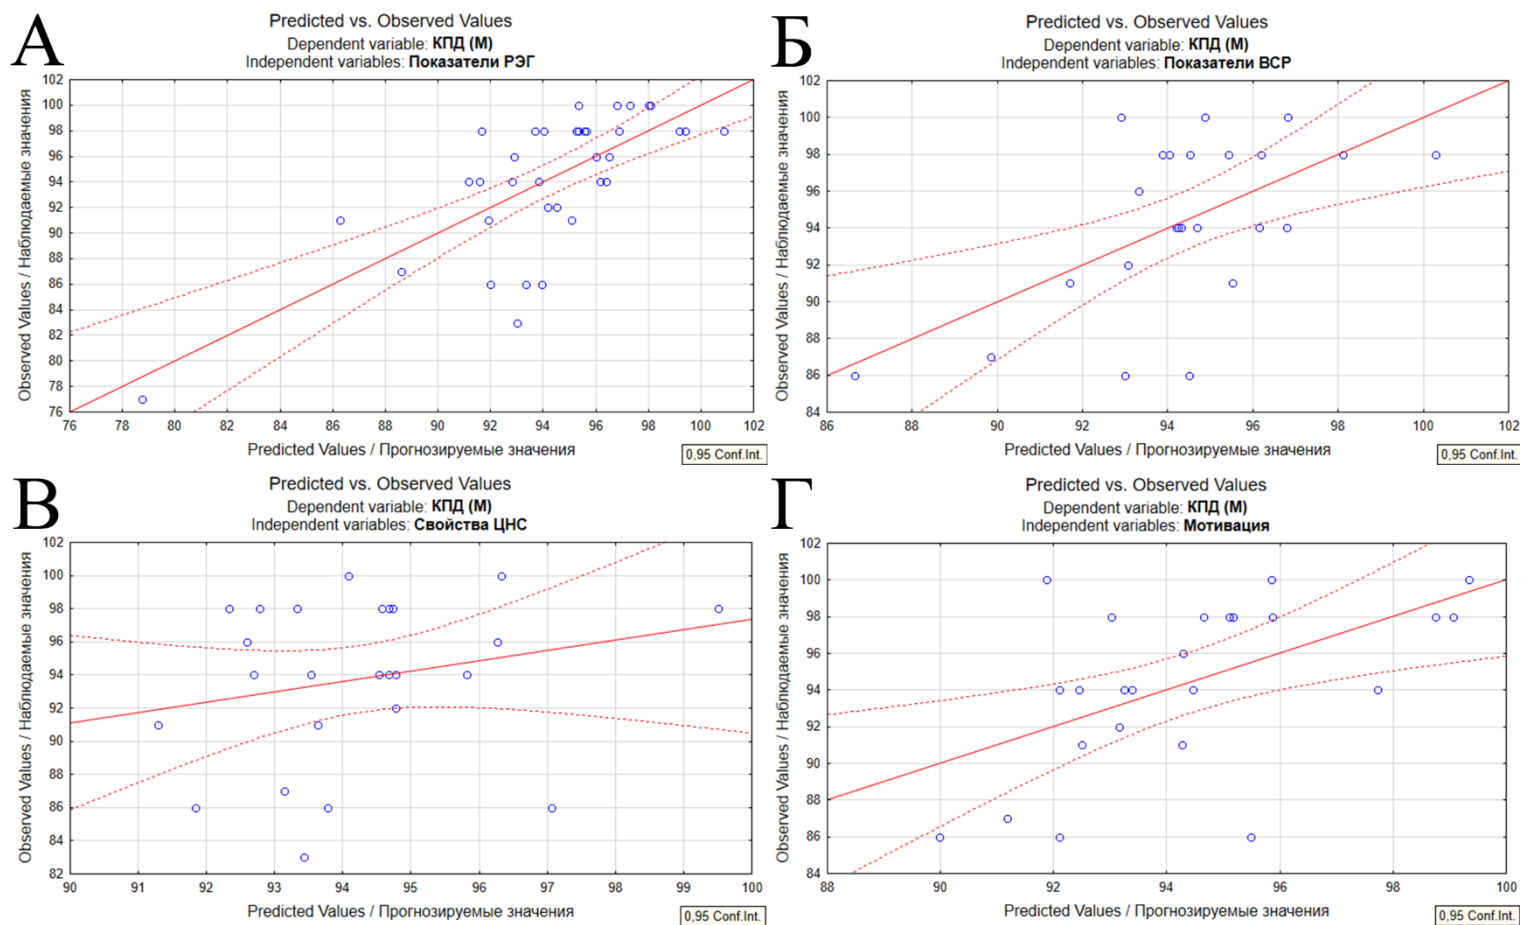 А
Predicted vs. Observed Values
Dependent variable: КПД (М)
Independent variables: Показатели РЭГ
Observed Values / Наблюдаемые значения
102
100
98
96
94
92
90
88
86
84
82
80
78
76
76 78 80 82 84 86 88 90 92 94 96 98 100 102
Predicted Values / Прогнозируемые значения
0,95 Conf.Int.
Б
Predicted vs. Observed Values
Dependent variable: КПД (М)
Independent variables: Показатели ВСР
Observed Values / Наблюдаемые значения
102
100
98
96
94
92
90
88
86
84
86 88 90 92 94 96 98 100 102
Predicted Values / Прогнозируемые значения
0,95 Conf.Int.
В
Predicted vs. Observed Values
Dependent variable: КПД (М)
Independent variables: Свойства ЦНС
Observed Values / Наблюдаемые значения
102
100
98
96
94
92
90
88
86
84
82
90 91 92 93 94 95 96 97 98 99 100
Predicted Values / Прогнозируемые значения
0,95 Conf.Int.
Г
Predicted vs. Observed Values
Dependent variable: КПД (М)
Independent variables: Мотивация
Observed Values / Наблюдаемые значения
102
100
98
96
94
92
90
88
86
84
88 90 92 94 96 98 100
Predicted Values / Прогнозируемые значения
0,95 Conf.Int.